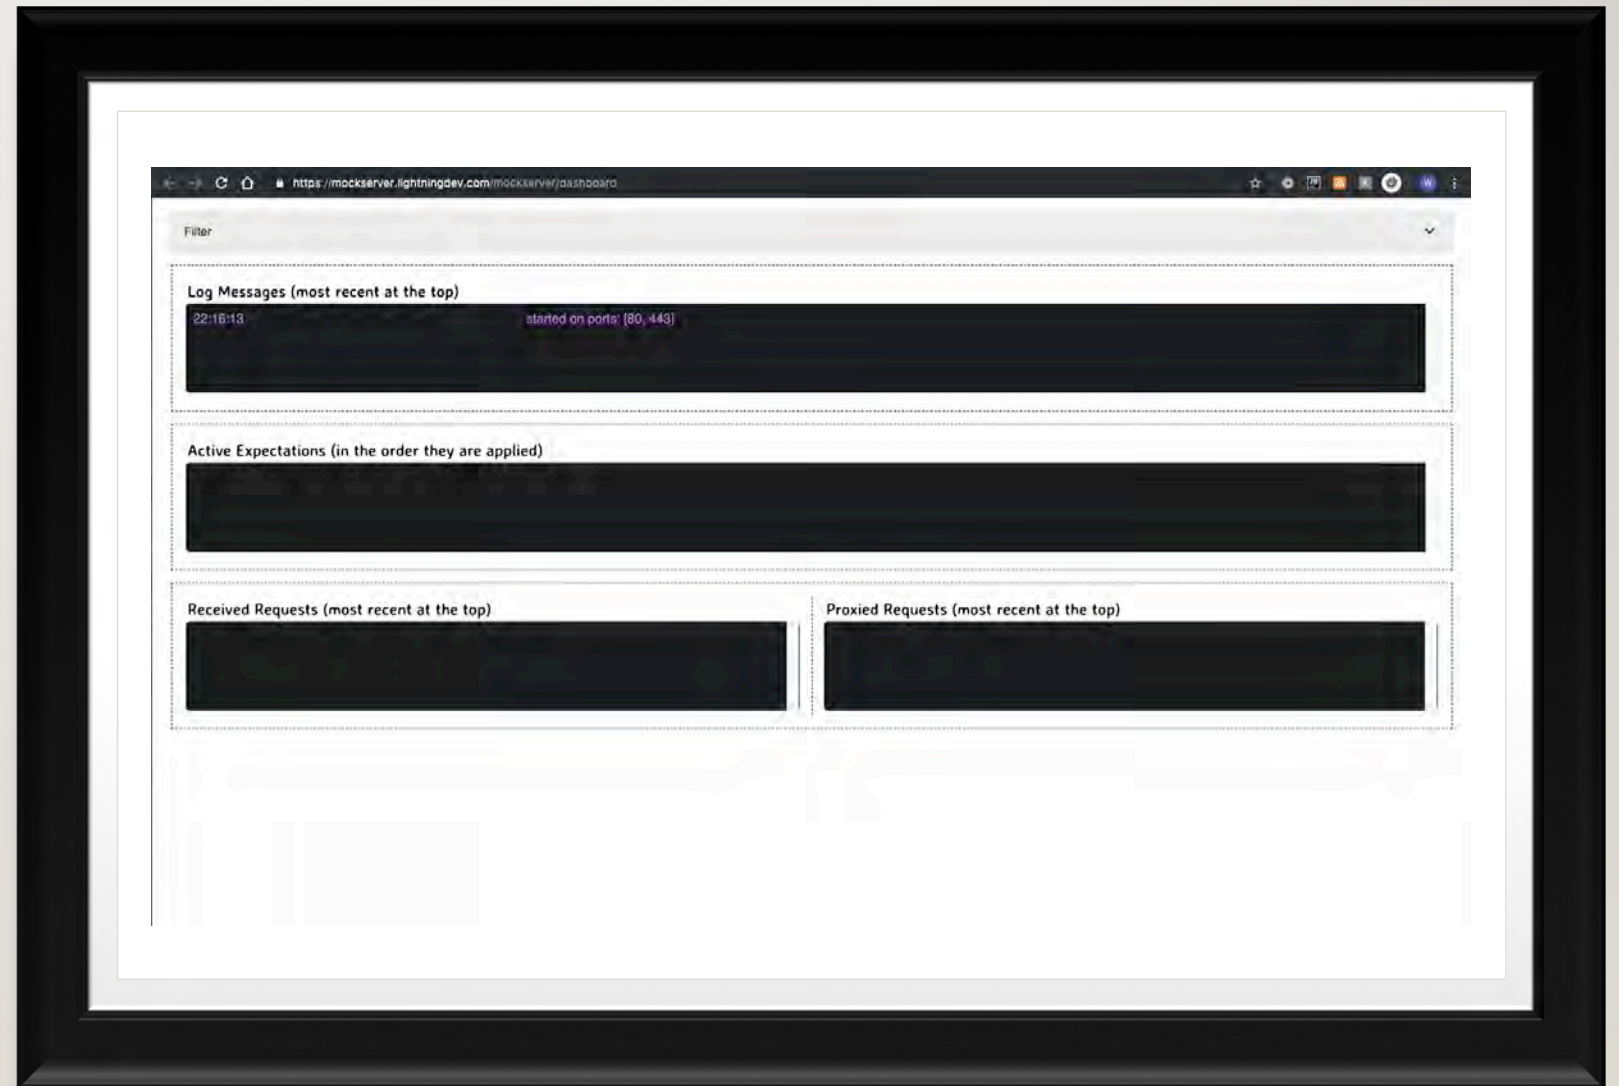 https://mockserver.lightningdev.com/mockserver/dashboard
W
Filter
Log Messages (most recent at the top)
22:16:13 started on ports: [80, 443]
Active Expectations (in the order they are applied)
Received Requests (most recent at the top)
Proxied Requests (most recent at the top)